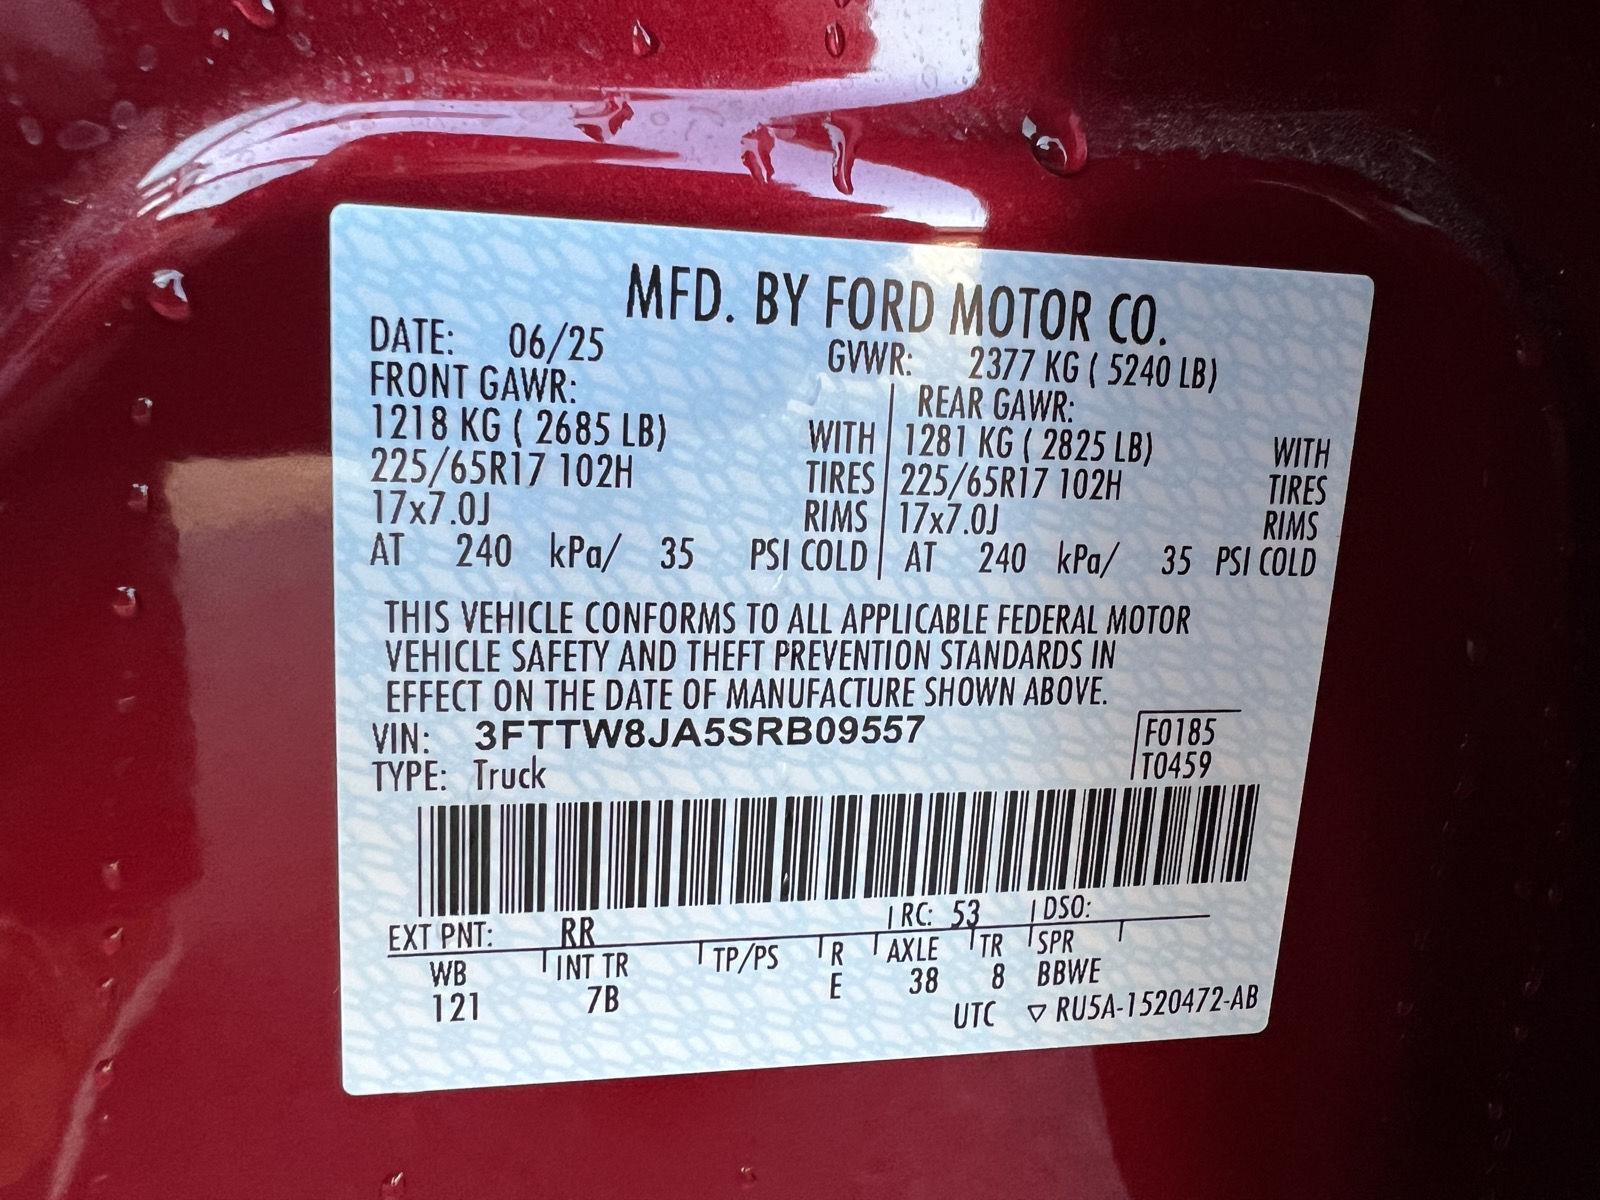 MFD. BY FORD MOTOR CO.
DATE: 06/25 GVWR: 2377 KG ( 5240 LB)
FRONT GAWR: REAR GAWR:
1218 KG ( 2685 LB) WITH 1281 KG ( 2825 LB) WITH
225/65R17 102H TIRES 225/65R17 102H TIRES
17x7.0J RIMS 17x7.0J RIMS
AT 240 kPa/ 35 PSI COLD AT 240 kPa/ 35 PSI COLD
THIS VEHICLE CONFORMS TO ALL APPLICABLE FEDERAL MOTOR
VEHICLE SAFETY AND THEFT PREVENTION STANDARDS IN
EFFECT ON THE DATE OF MANUFACTURE SHOWN ABOVE.
VIN: 3FTTW8JA5SRB09557 F0185
TYPE: Truck T0459
EXT PNT: RR RC: 53 DSO:
WB INT TR TP/PS R AXLE TR SPR
121 7B E 38 8 BBWE
UTC ▽ RU5A-1520472-AB